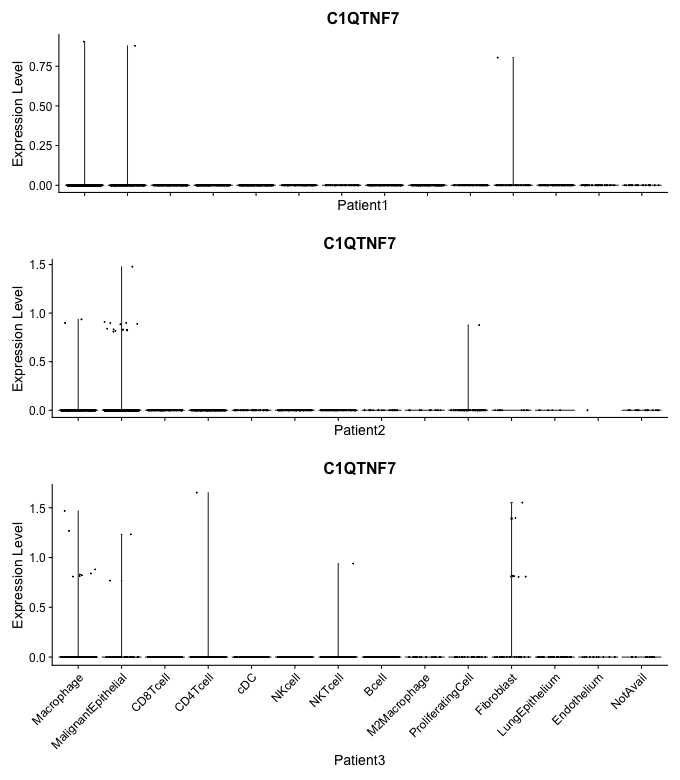 C1QTNF7
Expression Level
0.75
0.50
0.25
0.00
Patient1
C1QTNF7
Expression Level
1.5
1.0
0.5
0.0
Patient2
C1QTNF7
Expression Level
1.5
1.0
0.5
0.0
Macrophage
MalignantEpithelial
CD8Tcell
CD4Tcell
cDC
NKcell
NKTcell
Bcell
M2Macrophage
ProliferatingCell
Fibroblast
LungEpithelium
Endothelium
NotAvail
Patient3